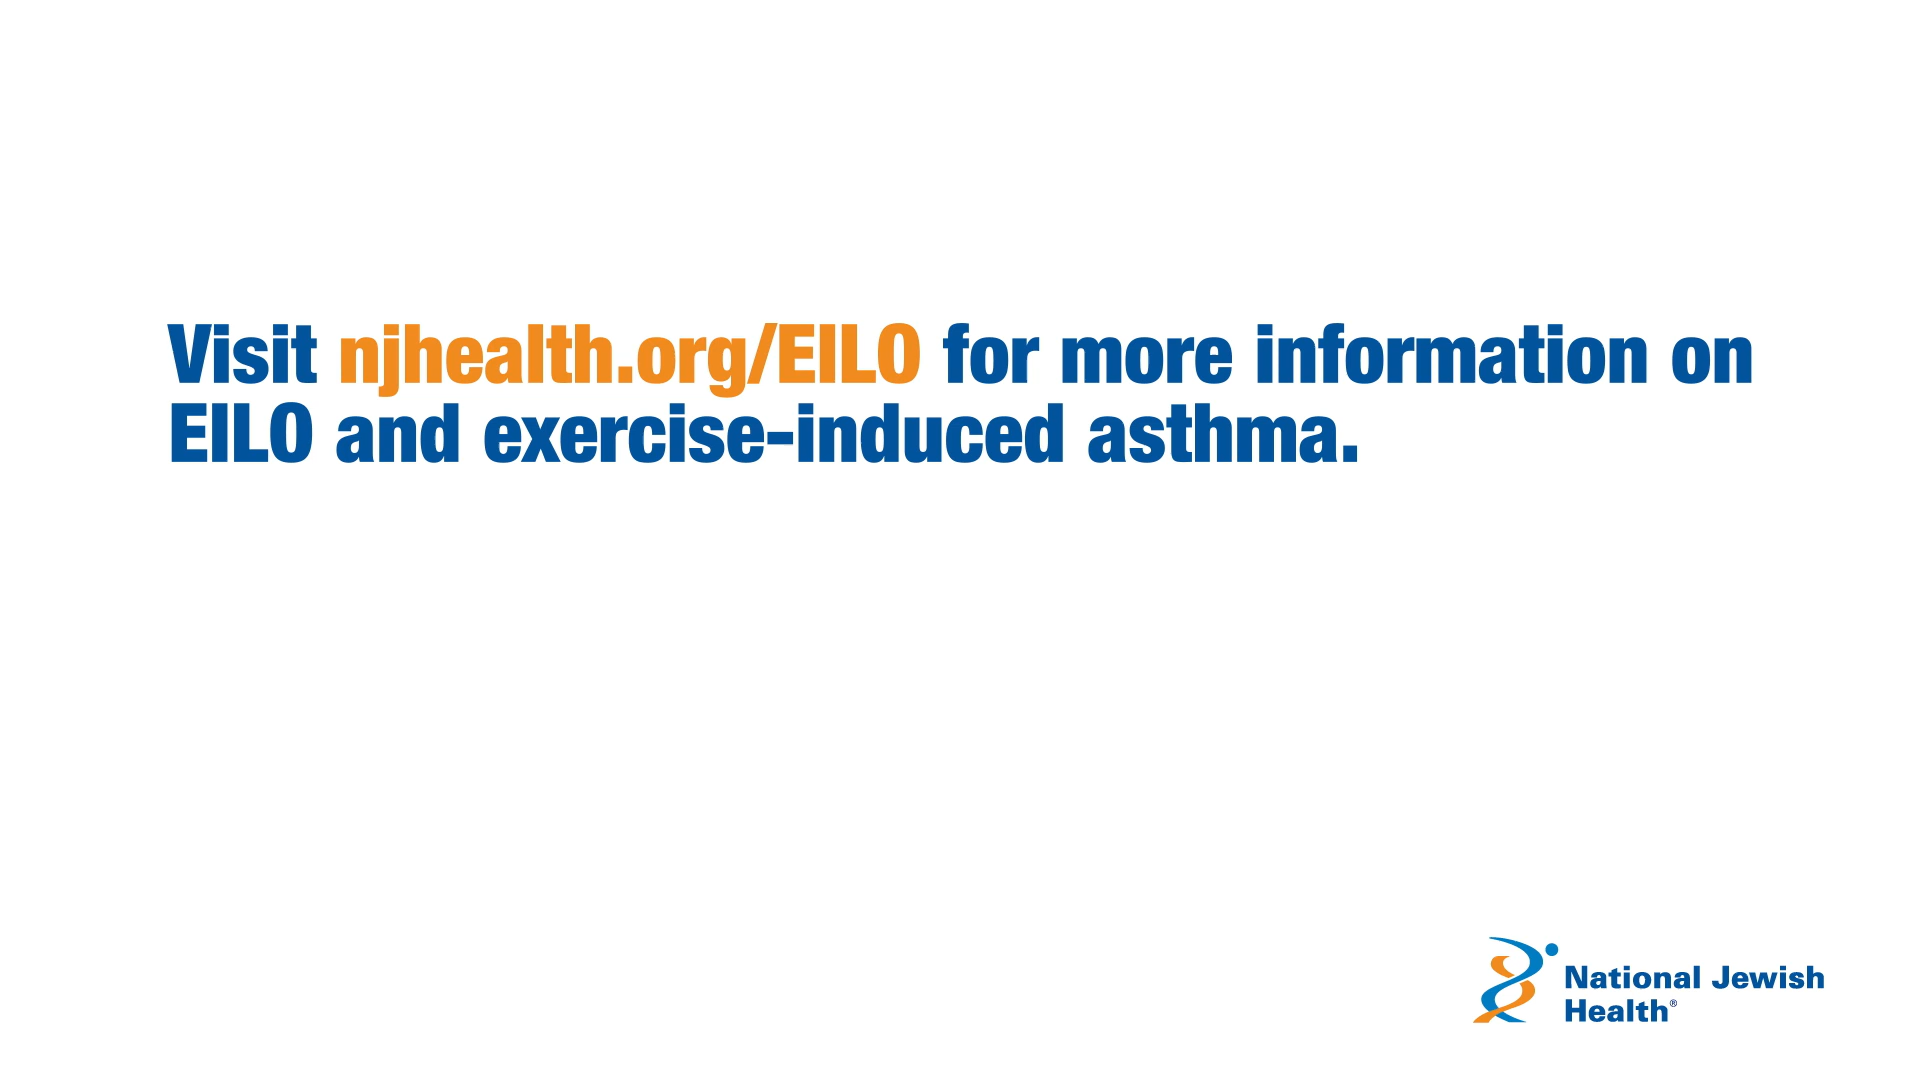 Visit njhealth.org/EILO for more information on
EILO and exercise-induced asthma.
National Jewish
Health®